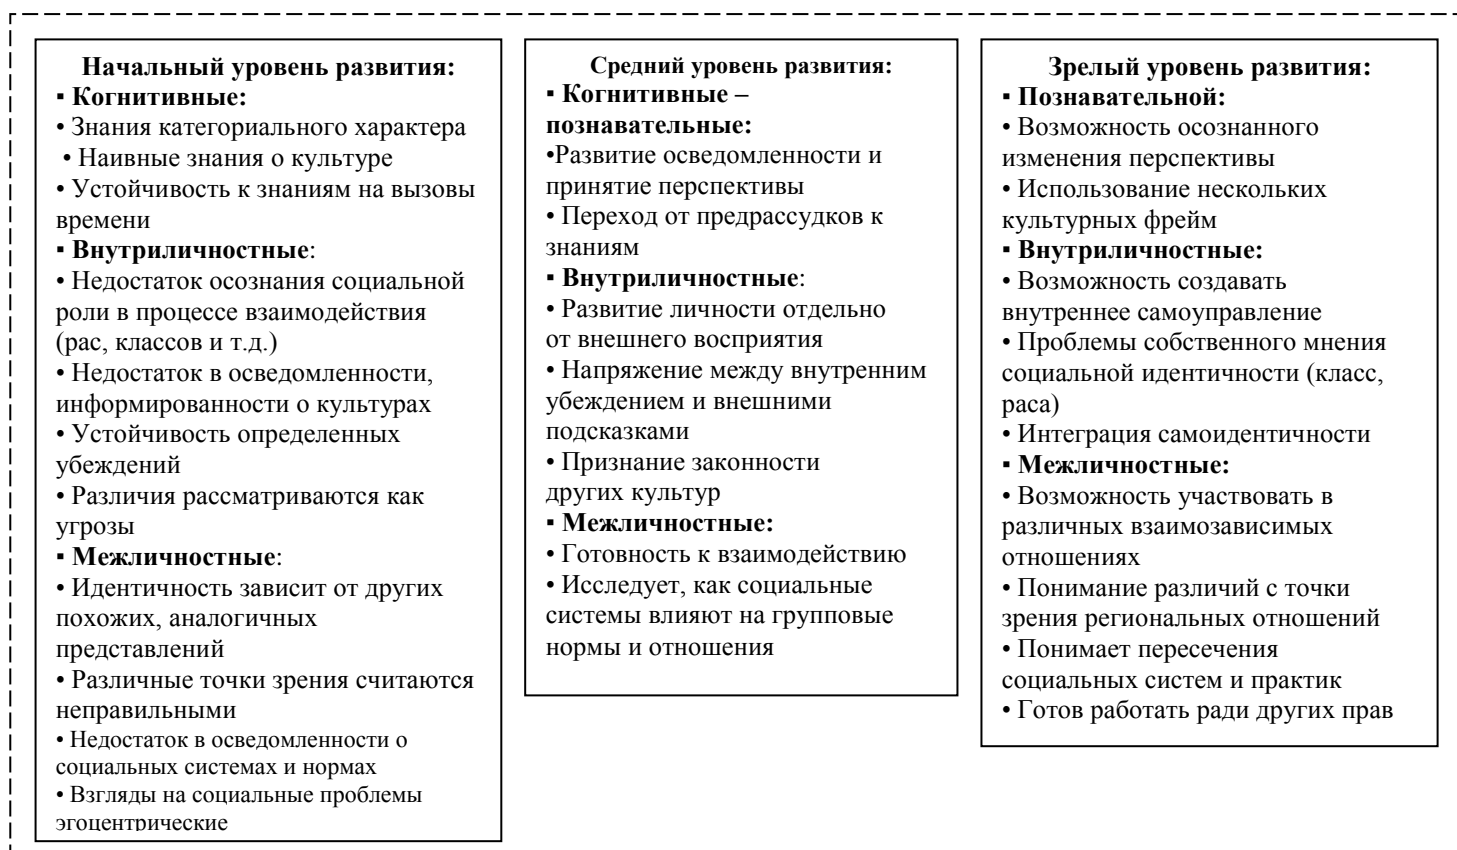 Начальный уровень развития:
▪ Когнитивные:
• Знания категориального характера
• Наивные знания о культуре
• Устойчивость к знаниям на вызовы
времени
▪ Внутриличностные:
• Недостаток осознания социальной
роли в процессе взаимодействия
(рас, классов и т.д.)
• Недостаток в осведомленности,
информированности о культурах
• Устойчивость определенных
убеждений
• Различия рассматриваются как
угрозы
▪ Межличностные:
• Идентичность зависит от других
похожих, аналогичных
представлений
• Различные точки зрения считаются
неправильными
• Недостаток в осведомленности о
социальных системах и нормах
• Взгляды на социальные проблемы
эгоцентрические
Средний уровень развития:
▪ Когнитивные –
познавательные:
•Развитие осведомленности и
принятие перспективы
• Переход от предрассудков к
знаниям
▪ Внутриличностные:
• Развитие личности отдельно
от внешнего восприятия
• Напряжение между внутренним
убеждением и внешними
подсказками
• Признание законности
других культур
▪ Межличностные:
• Готовность к взаимодействию
• Исследует, как социальные
системы влияют на групповые
нормы и отношения
Зрелый уровень развития:
▪ Познавательной:
• Возможность осознанного
изменения перспективы
• Использование нескольких
культурных фрейм
▪ Внутриличностные:
• Возможность создавать
внутреннее самоуправление
• Проблемы собственного мнения
социальной идентичности (класс,
раса)
• Интеграция самоидентичности
▪ Межличностные:
• Возможность участвовать в
различных взаимозависимых
отношениях
• Понимание различий с точки
зрения региональных отношений
• Понимает пересечения
социальных систем и практик
• Готов работать ради других прав